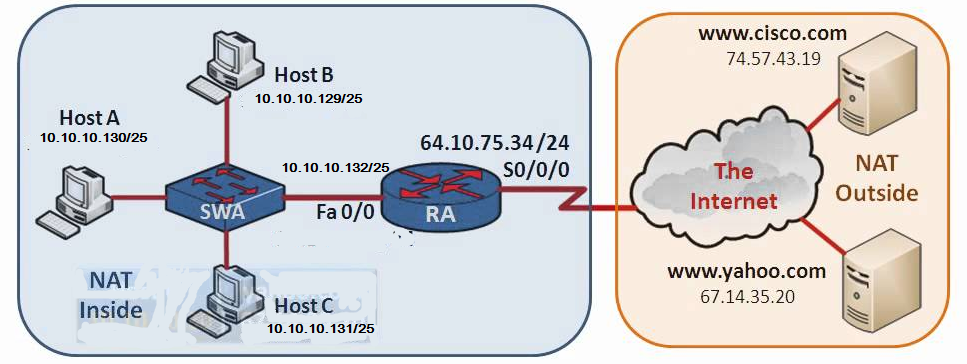 www.cisco.com
74.57.43.19
Host B
10.10.10.129/25
Host A
10.10.10.130/25
64.10.75.34/24
10.10.10.132/25
S0/0/0
The
Internet
NAT
Outside
SWA
Fa 0/0
RA
www.yahoo.com
67.14.35.20
NAT
Inside
Host C
10.10.10.131/25